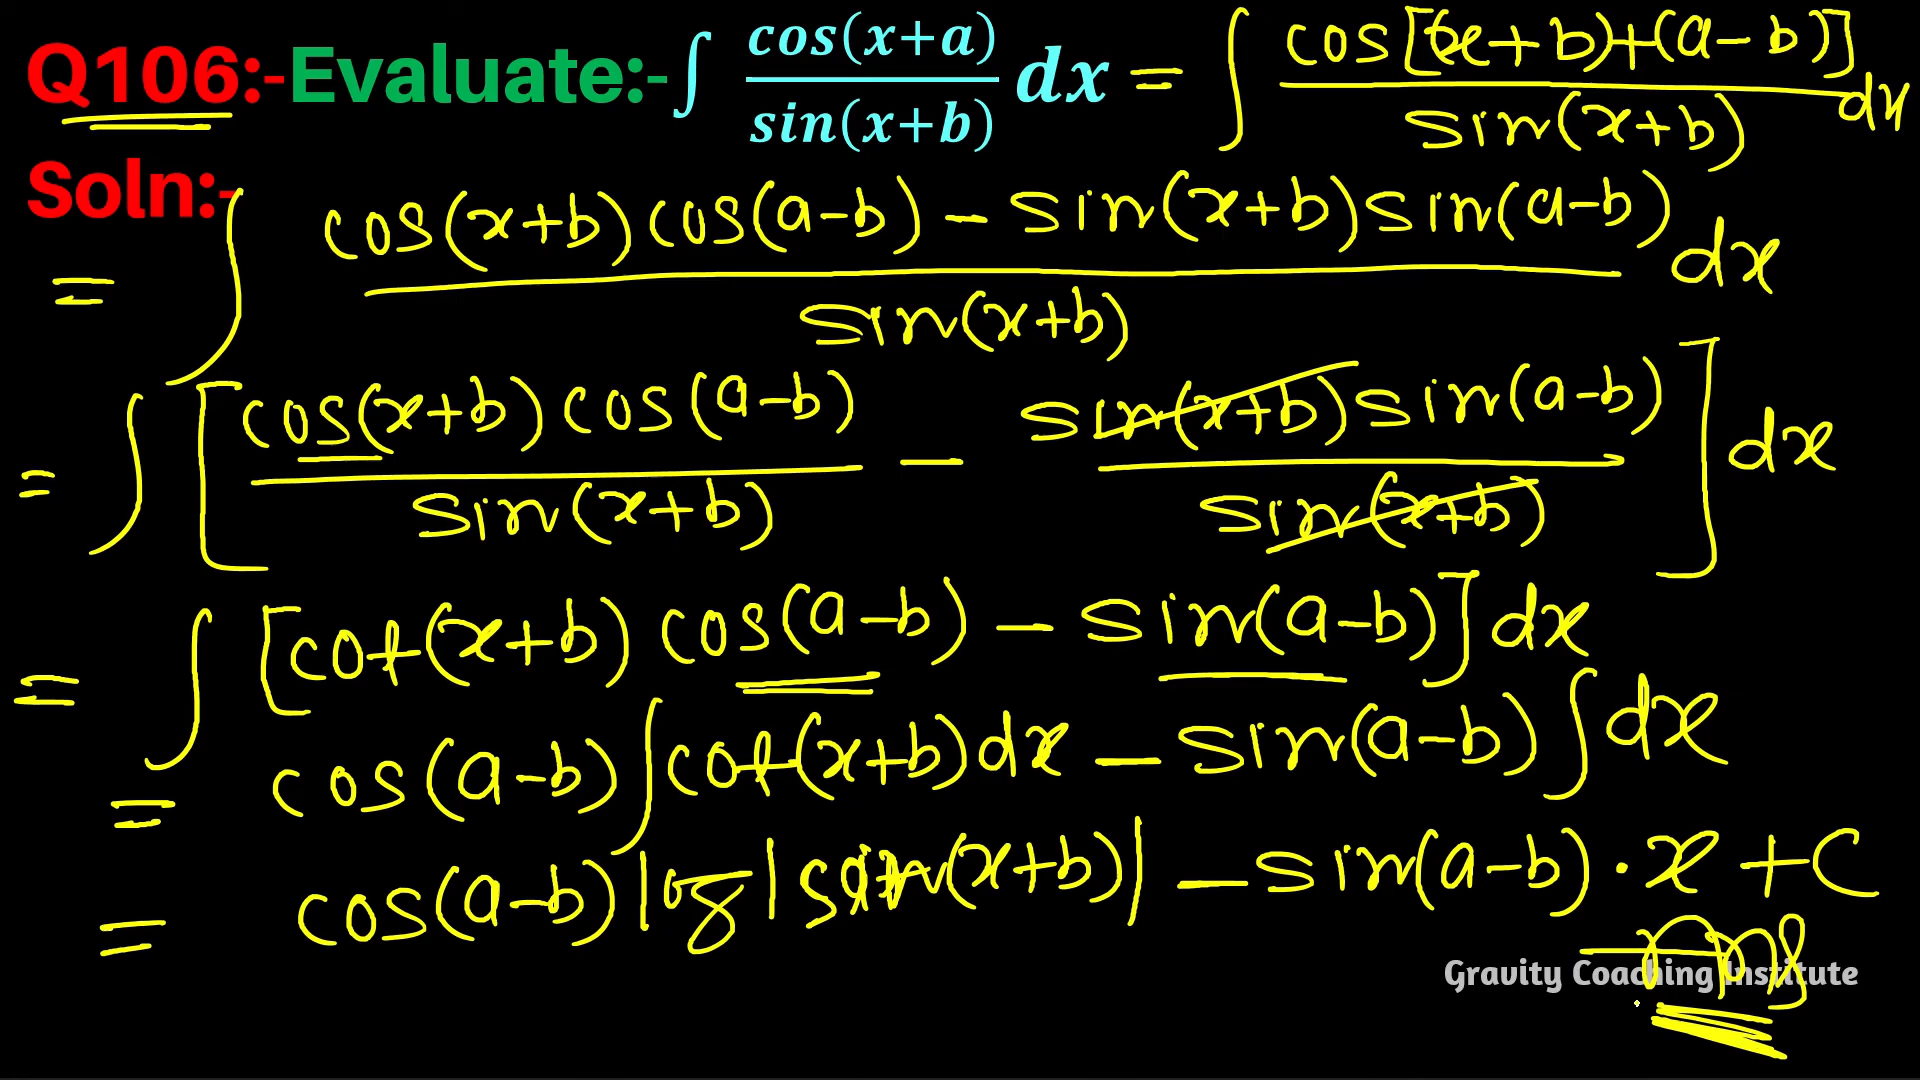 Q106:-Evaluate:- ∫ cos(x+a)/sin(x+b) dx = ∫ cos[(x+b)+(a-b)]/sin(x+b) dx
Soln:-
= ∫ cos(x+b)cos(a-b) - sin(x+b)sin(a-b)/sin(x+b) dx
= ∫ [cos(x+b)cos(a-b)/sin(x+b) - sin(x+b)sin(a-b)/sin(x+b)] dx
= ∫ [cot(x+b) cos(a-b) - sin(a-b)] dx
= cos(a-b) ∫ cot(x+b)dx - sin(a-b) ∫ dx
= cos(a-b) log|sin(x+b)| - sin(a-b)·x + C
Ans
Gravity Coaching Institute